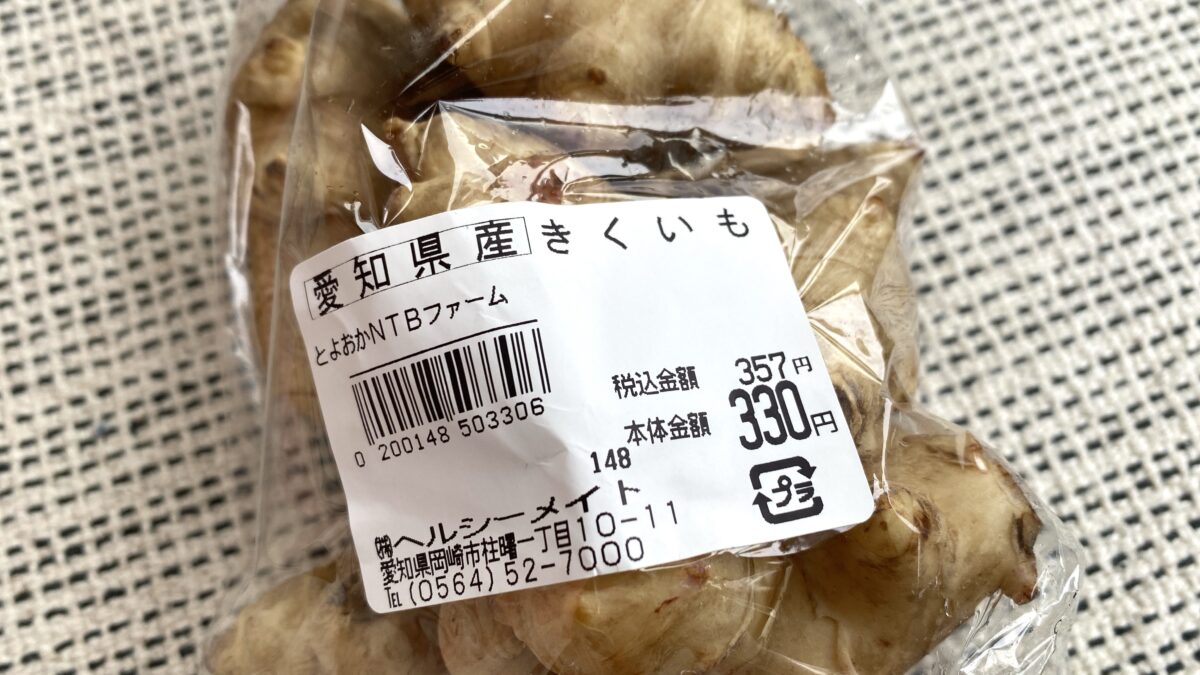 愛知県産きくいも
とよおかNTBファーム
0 200148 503306
税込金額 357円
本体金額 330円
148
プラ
㈱ヘルシーメイト
愛知県岡崎市柱曙一丁目10-11
TEL(0564)52-7000